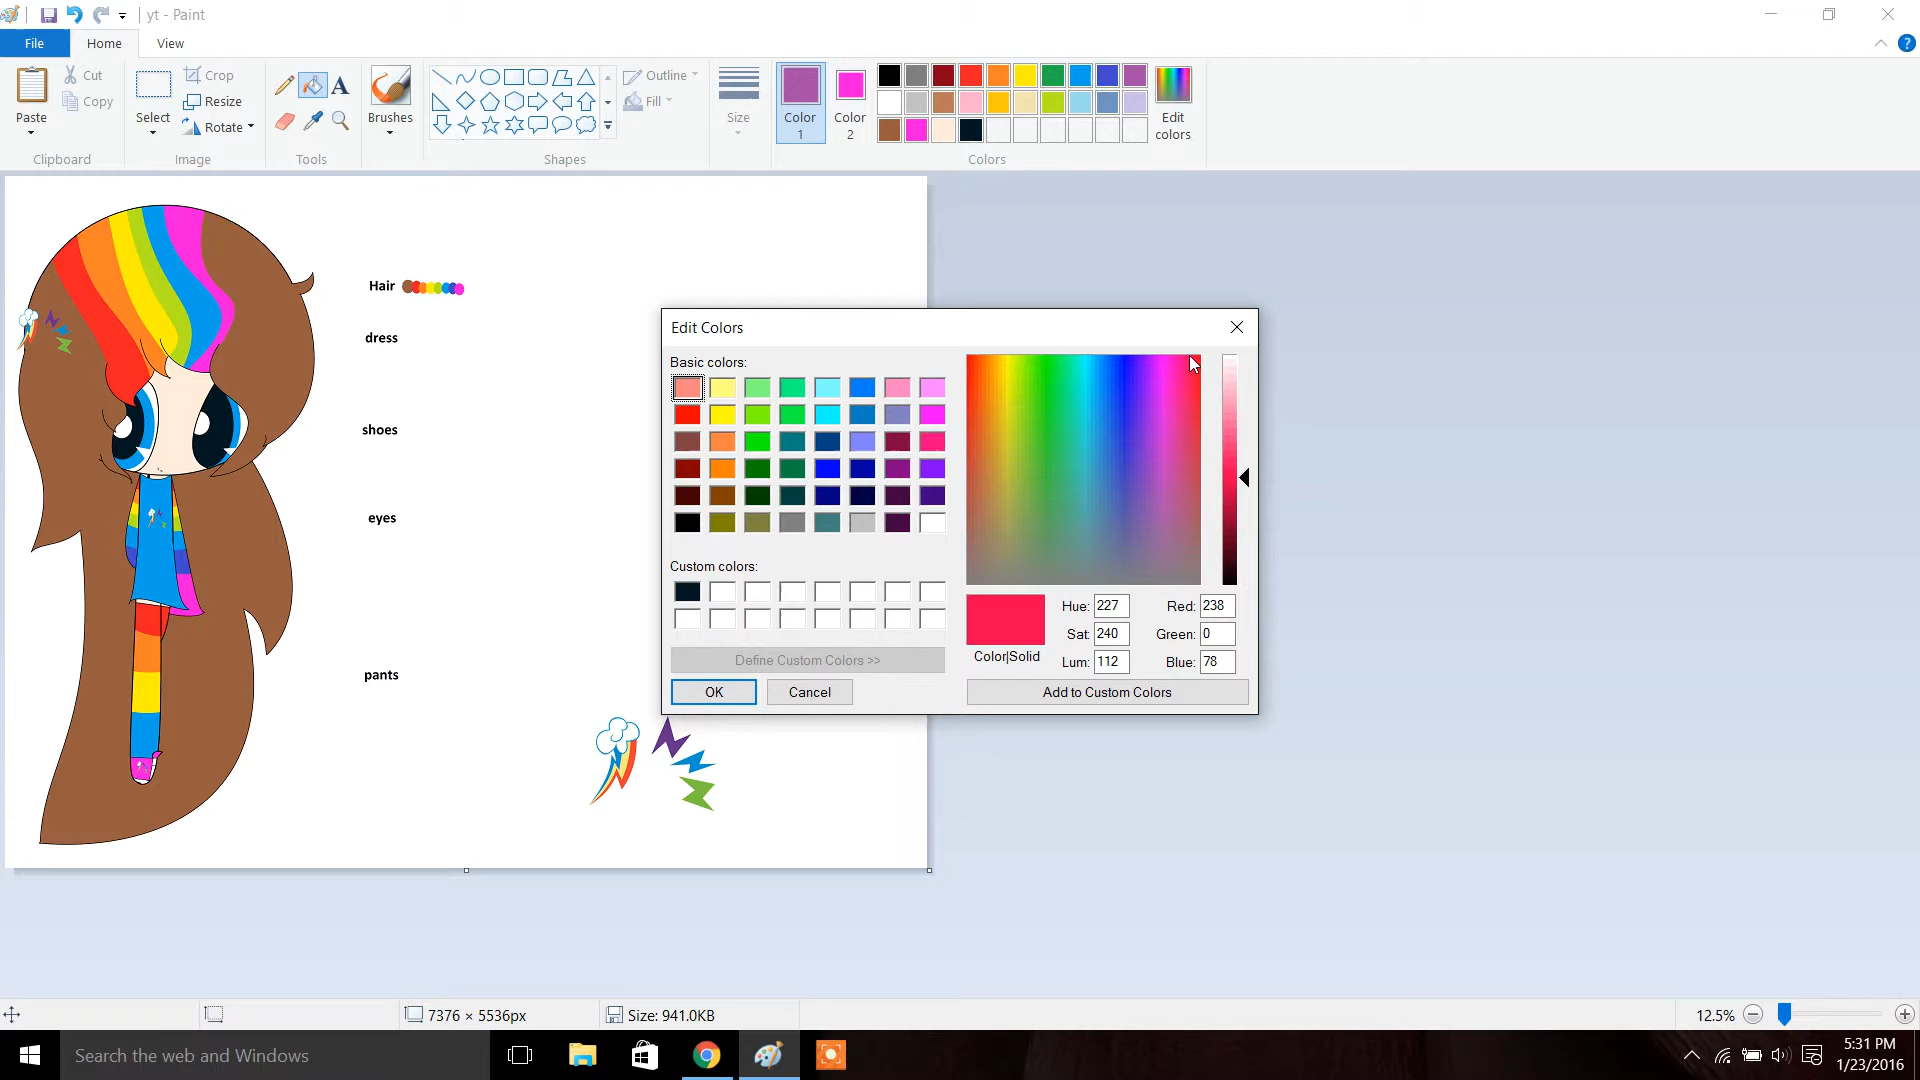 yt - Paint
File
Home
View
Paste
Cut
Copy
Clipboard
Select
Crop
Resize
Rotate
Image
A
Tools
Brushes
Shapes
Outline
Fill
Size
Color
1
Color
2
Edit
colors
Colors
Hair
dress
shoes
eyes
pants
Edit Colors
Basic colors:
Custom colors:
Define Custom Colors >>
OK
Cancel
Color|Solid
Hue: 227
Sat: 240
Lum: 112
Red: 238
Green: 0
Blue: 78
Add to Custom Colors
7376 × 5536px
Size: 941.0KB
12.5%
Search the web and Windows
5:31 PM
1/23/2016